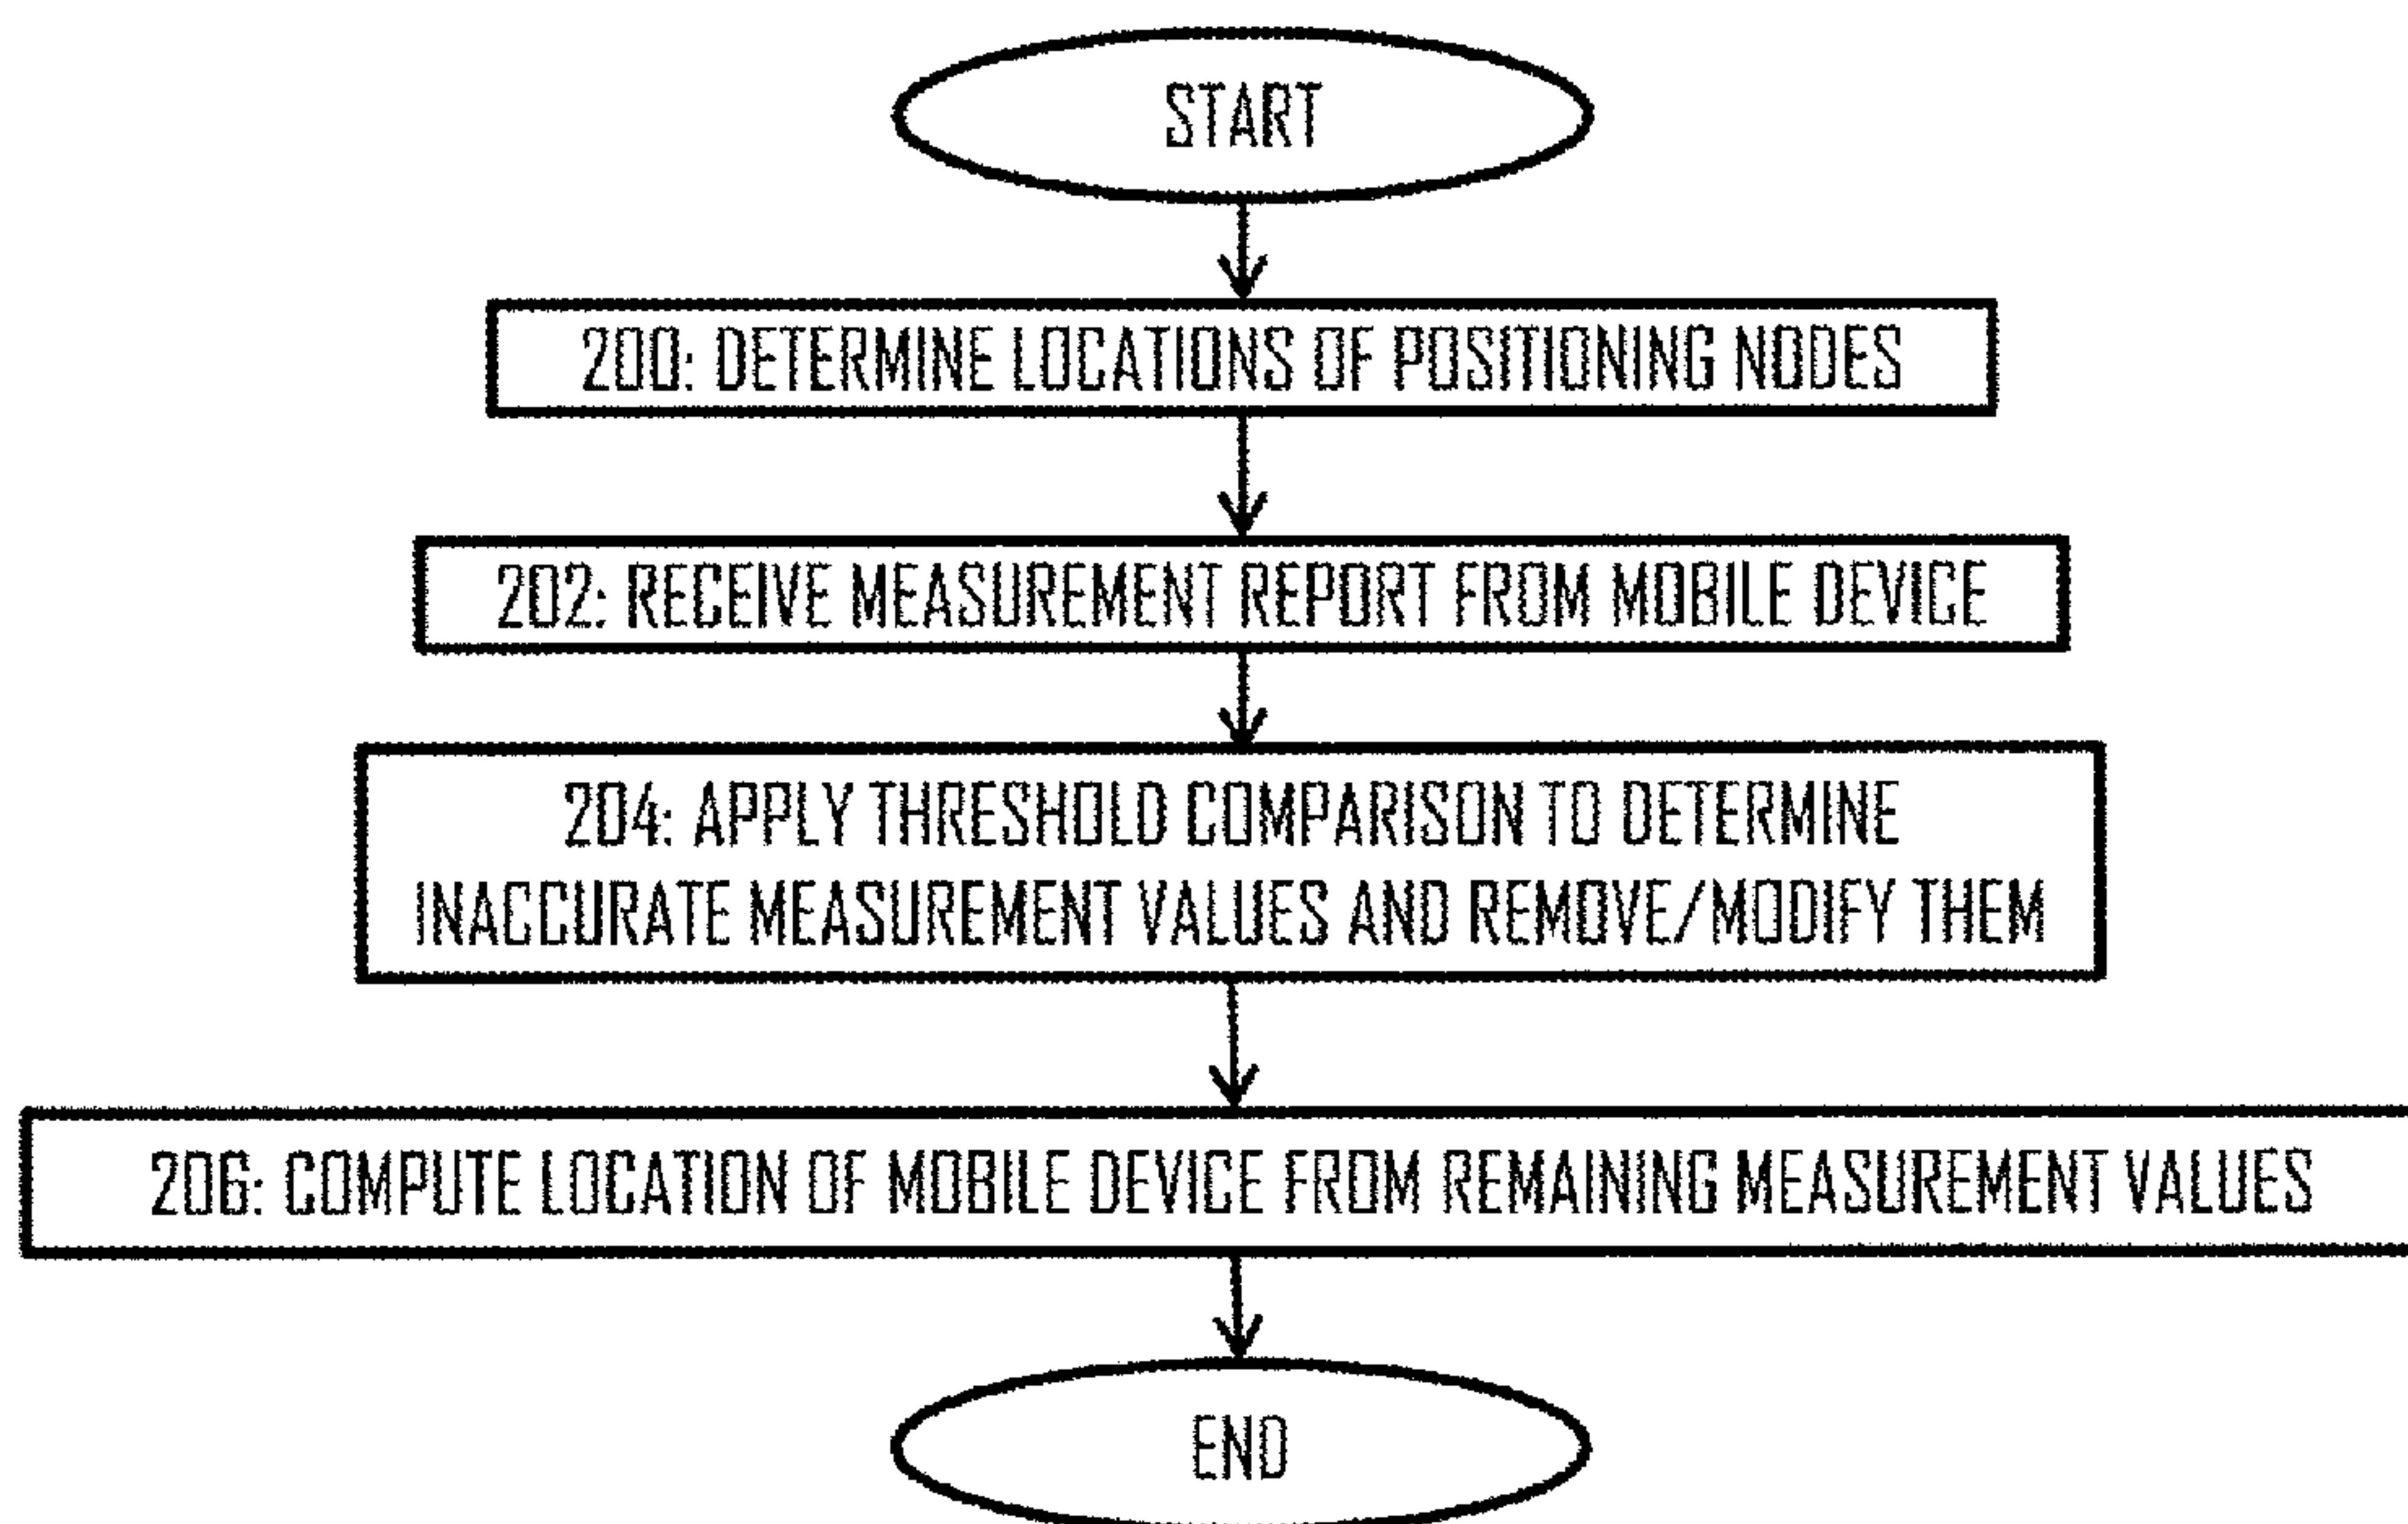 START
200: DETERMINE LOCATIONS OF POSITIONING NODES
202: RECEIVE MEASUREMENT REPORT FROM MOBILE DEVICE
204: APPLY THRESHOLD COMPARISON TO DETERMINE
INACCURATE MEASUREMENT VALUES AND REMOVE/MODIFY THEM
206: COMPUTE LOCATION OF MOBILE DEVICE FROM REMAINING MEASUREMENT VALUES
END